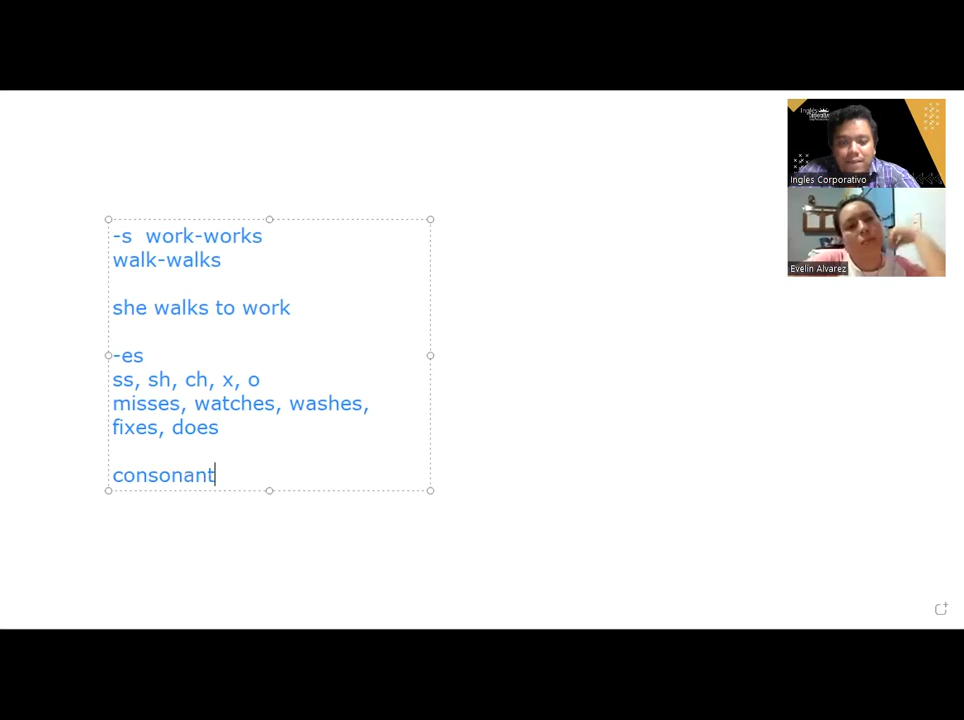 -s  work-works
walk-walks
she walks to work
-es
ss, sh, ch, x, o
misses, watches, washes,
fixes, does
consonant
Inglés
Ingles Corporativo
Evelin Alvarez